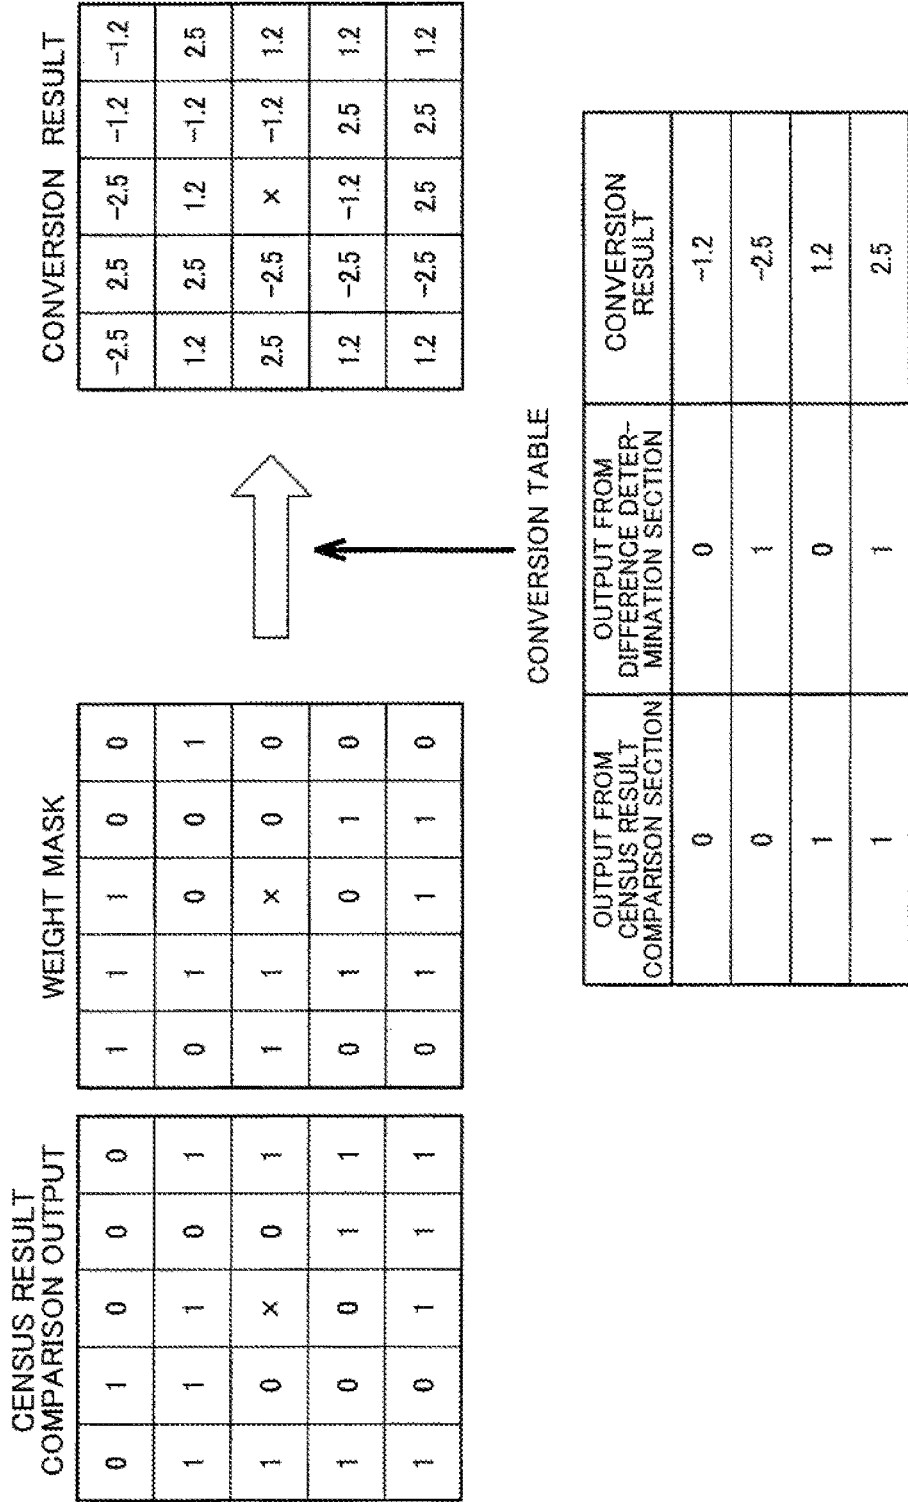 CENSUS RESULT
COMPARISON OUTPUT
0 1 0 0 0
1 1 1 0 1
1 0 × 0 1
1 0 0 1 1
1 0 1 1 1
WEIGHT MASK
1 1 1 0 0
0 1 0 0 1
1 1 × 0 0
0 1 0 1 0
0 1 1 1 0
CONVERSION RESULT
-2.5 2.5 -2.5 -1.2 -1.2
1.2 2.5 1.2 -1.2 2.5
2.5 -2.5 × -1.2 1.2
1.2 -2.5 -1.2 2.5 1.2
1.2 -2.5 2.5 2.5 1.2
CONVERSION TABLE
OUTPUT FROM
CENSUS RESULT
COMPARISON SECTION
OUTPUT FROM
DIFFERENCE DETER-
MINATION SECTION
CONVERSION
RESULT
0 0 -1.2
0 1 -2.5
1 0 1.2
1 1 2.5